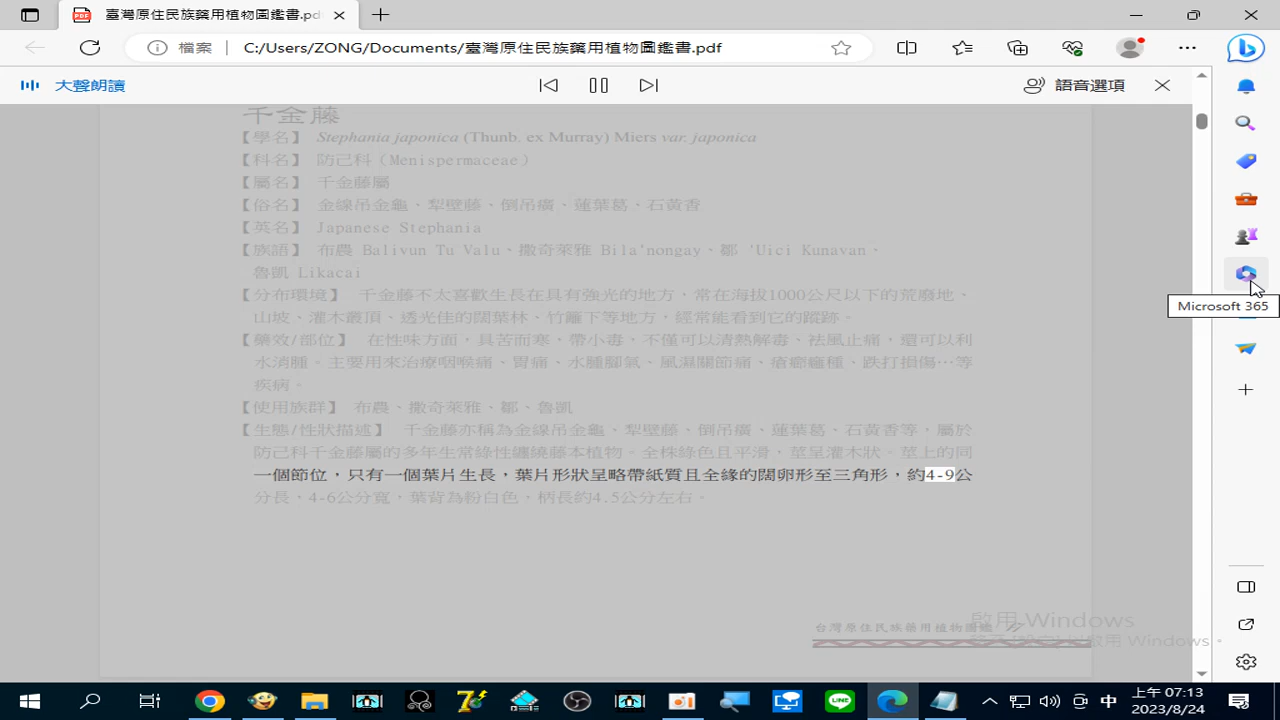 臺灣原住民族藥用植物圖鑑書.pdf
檔案
C:/Users/ZONG/Documents/臺灣原住民族藥用植物圖鑑書.pdf
大聲朗讀
語音選項
千金藤
【學名】 Stephania japonica (Thunb. ex Murray) Miers var. japonica
【科名】 防己科（Menispermaceae）
【屬名】 千金藤屬
【俗名】 金線吊金龜、犁壁藤、倒吊癀、蓮葉葛、石黃香
【英名】 Japanese Stephania
【族語】 布農 Balivun Tu Valu、撒奇萊雅 Bila'nongay、鄒 'Uici Kunavan、
魯凱 Likacai
【分布環境】 千金藤不太喜歡生長在具有強光的地方，常在海拔1000公尺以下的荒廢地、
山坡、灌木叢頂、透光佳的闊葉林、竹籬下等地方，經常能看到它的蹤跡。
【藥效/部位】 在性味方面，具苦而寒，帶小毒，不僅可以清熱解毒、祛風止痛，還可以利
水消腫。主要用來治療咽喉痛、胃痛、水腫腳氣、風濕關節痛、瘡癤癰種、跌打損傷…等
疾病。
【使用族群】 布農、撒奇萊雅、鄒、魯凱
【生態/性狀描述】 千金藤亦稱為金線吊金龜、犁壁藤、倒吊癀、蓮葉葛、石黃香等，屬於
防己科千金藤屬的多年生常綠性纏繞藤本植物。全株綠色且平滑，莖呈灌木狀。莖上的同
一個節位，只有一個葉片生長，葉片形狀呈略帶紙質且全緣的闊卵形至三角形，約4-9公
分長，4-6公分寬，葉背為粉白色，柄長約4.5公分左右。
台灣原住民族藥用植物圖鑑
啟用 Windows
Microsoft 365
中
上午 07:13
2023/8/24